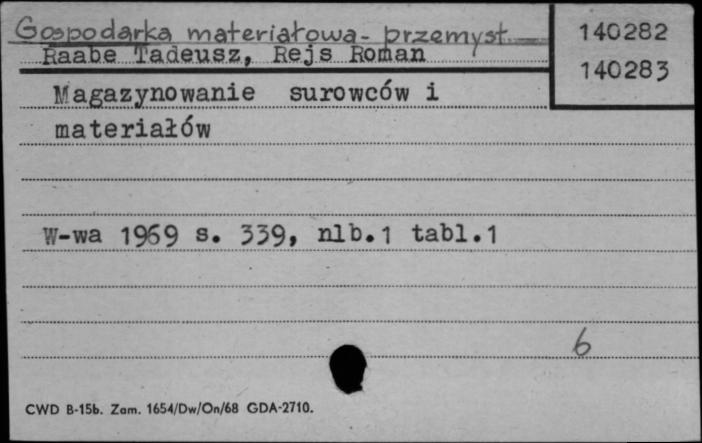 Gospodarka materiałowa - przemysł
140282
Raabe Tadeusz, Rejs Roman
140283
Magazynowanie surowców i
materiałów
W-wa 1969 s. 339, nlb.1 tabl.1
6
CWD B-15b. Zam. 1654/Dw/On/68 GDA-2710.